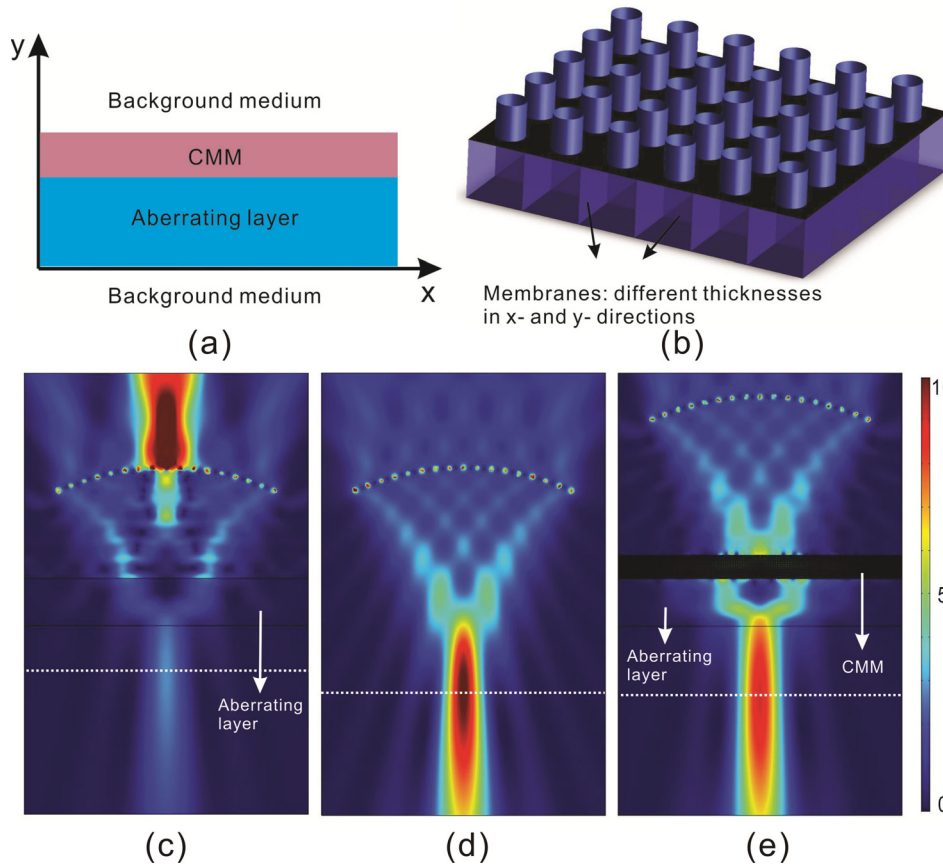 y
Background medium
CMM
Aberrating layer
x
Background medium
(a)
Membranes: different thicknesses
in x- and y- directions
(b)
Aberrating
layer
(c)
(d)
Aberrating
layer
CMM
(e)
1
5
0